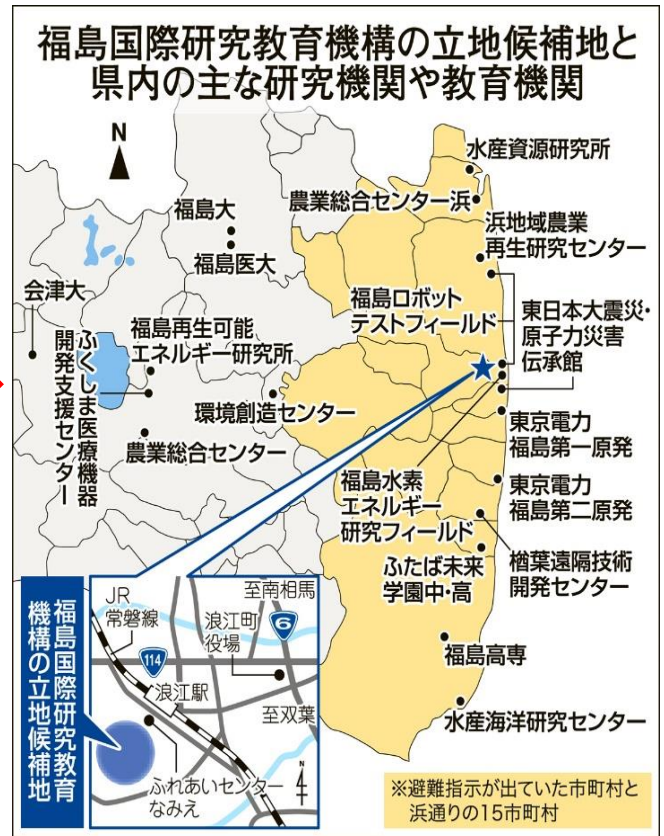 福島国際研究教育機構の立地候補地と
県内の主な研究機関や教育機関
N
水産資源研究所
農業総合センター浜
福島大
福島医大
浜地域農業
再生研究センター
会津大
福島ロボット
テストフィールド
東日本大震災・
原子力災害
伝承館
福島再生可能
エネルギー研究所
ふくしま医療機器
開発支援センター
環境創造センター
農業総合センター
東京電力
福島第一原発
福島水素
エネルギー
研究フィールド
東京電力
福島第二原発
ふたば未来
学園中・高
楢葉遠隔技術
開発センター
福島高専
水産海洋研究センター
福島国際研究教育
機構の立地候補地
JR
常磐線
至南相馬
浪江町
役場
6
114
浪江駅
至双葉
ふれあいセンター
なみえ
N
※避難指示が出ていた市町村と
浜通りの15市町村